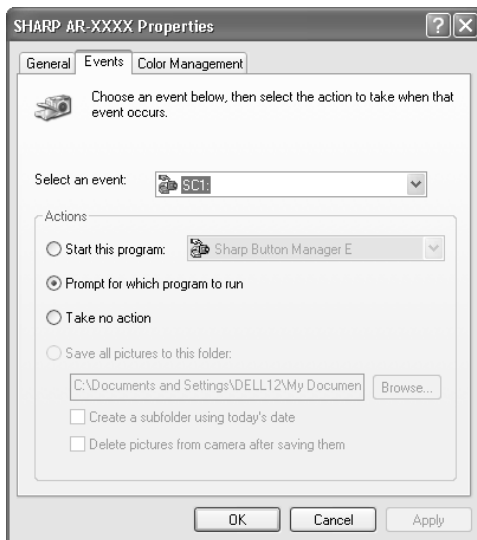 SHARP AR-XXXX Properties
General Events Color Management
Choose an event below, then select the action to take when that
event occurs.
Select an event: SC1:
Actions
Start this program: Sharp Button Manager E
Prompt for which program to run
Take no action
Save all pictures to this folder:
C:\Documents and Settings\DELL12\My Documen Browse...
Create a subfolder using today's date
Delete pictures from camera after saving them
OK Cancel Apply